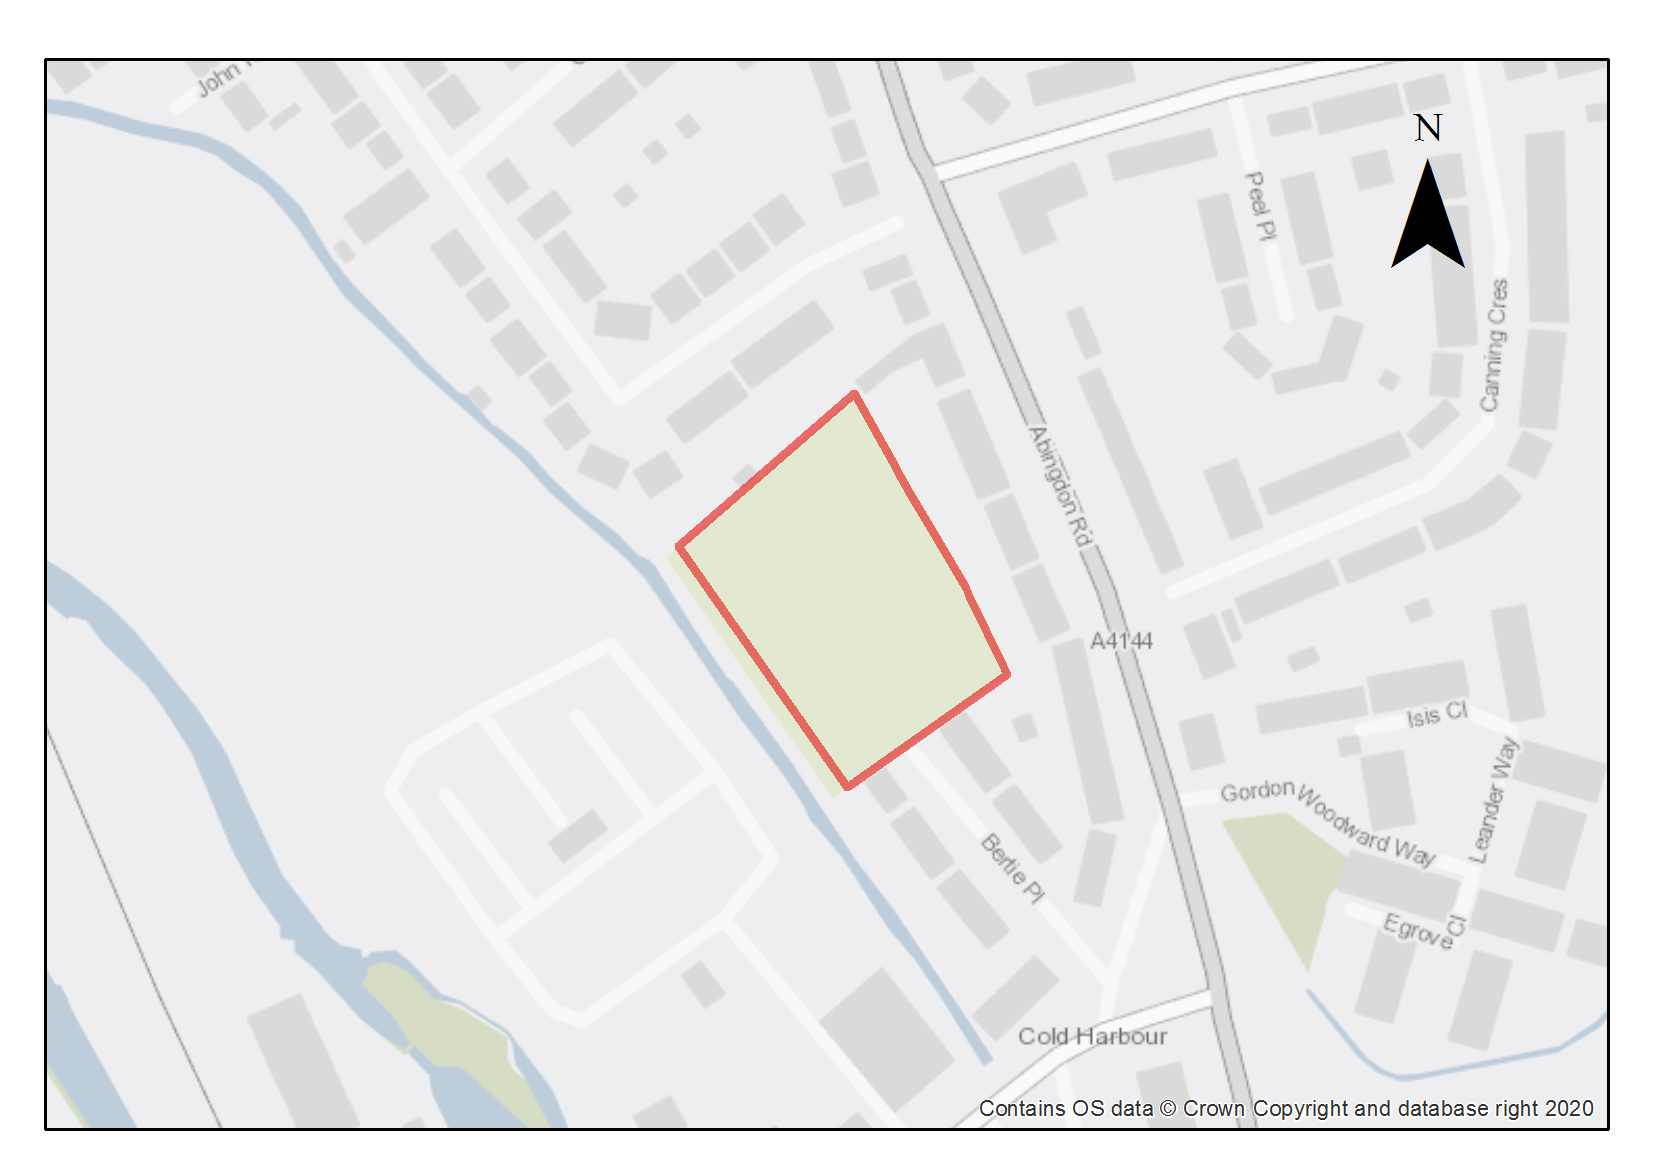 John
N
Peel Pl
Canning Cres
Abingdon Rd
A4144
Isis Cl
Leander Way
Gordon Woodward Way
Bertie Pl
Egrove Cl
Cold Harbour
Contains OS data © Crown Copyright and database right 2020